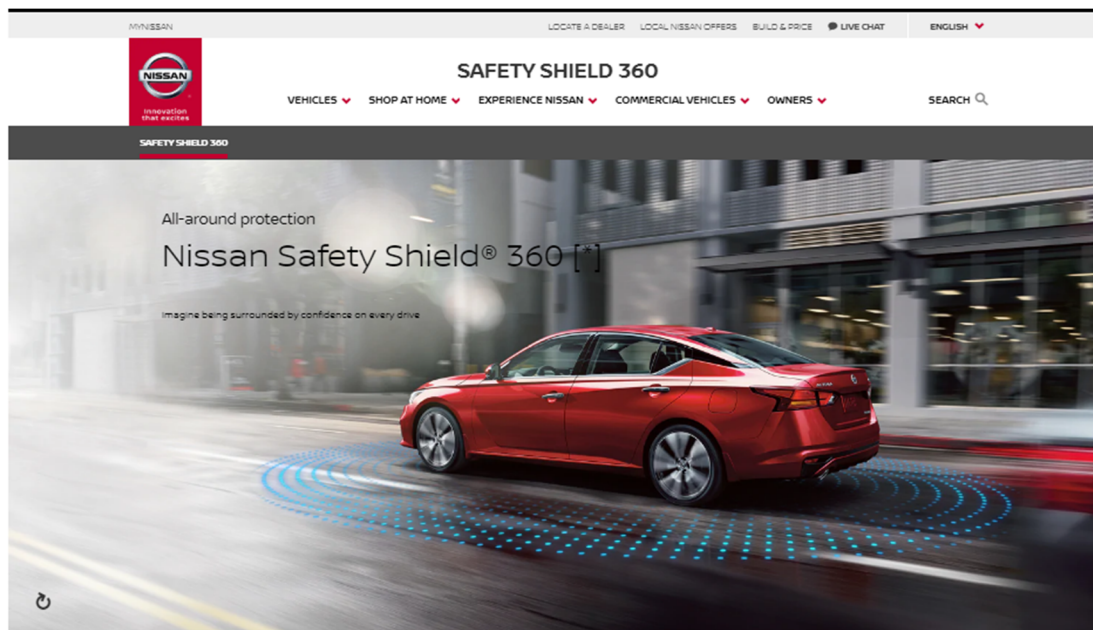 MYNISSAN
LOCATE A DEALER
LOCAL NISSAN OFFERS
BUILD & PRICE
LIVE CHAT
ENGLISH
NISSAN
Innovation
that excites
SAFETY SHIELD 360
VEHICLES
SHOP AT HOME
EXPERIENCE NISSAN
COMMERCIAL VEHICLES
OWNERS
SEARCH
SAFETY SHIELD 360
All-around protection
Nissan Safety Shield® 360 [*]
Imagine being surrounded by confidence on every drive